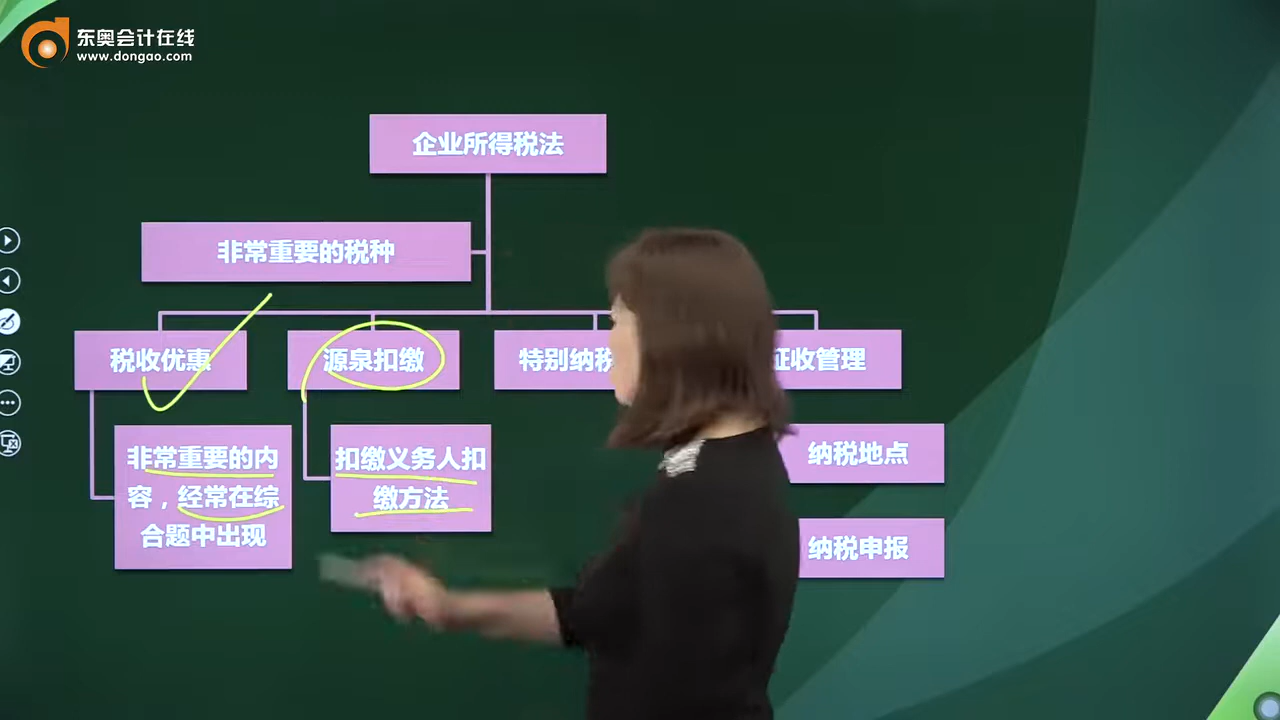 东奥会计在线
www.dongao.com
企业所得税法
非常重要的税种
税收优惠
源泉扣缴
特别纳税
征收管理
非常重要的内
容，经常在综
合题中出现
扣缴义务人扣
缴方法
纳税地点
纳税申报